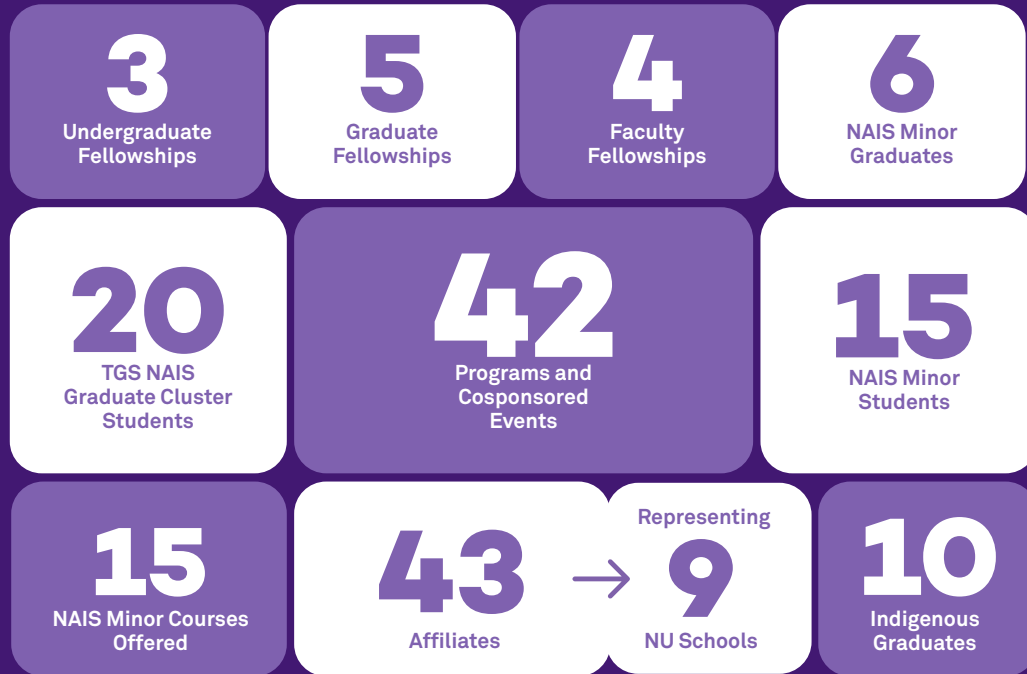 3
Undergraduate
Fellowships
5
Graduate
Fellowships
4
Faculty
Fellowships
6
NAIS Minor
Graduates
20
TGS NAIS
Graduate Cluster
Students
42
Programs and
Cosponsored
Events
15
NAIS Minor
Students
15
NAIS Minor Courses
Offered
43
Affiliates
Representing
9
NU Schools
10
Indigenous
Graduates